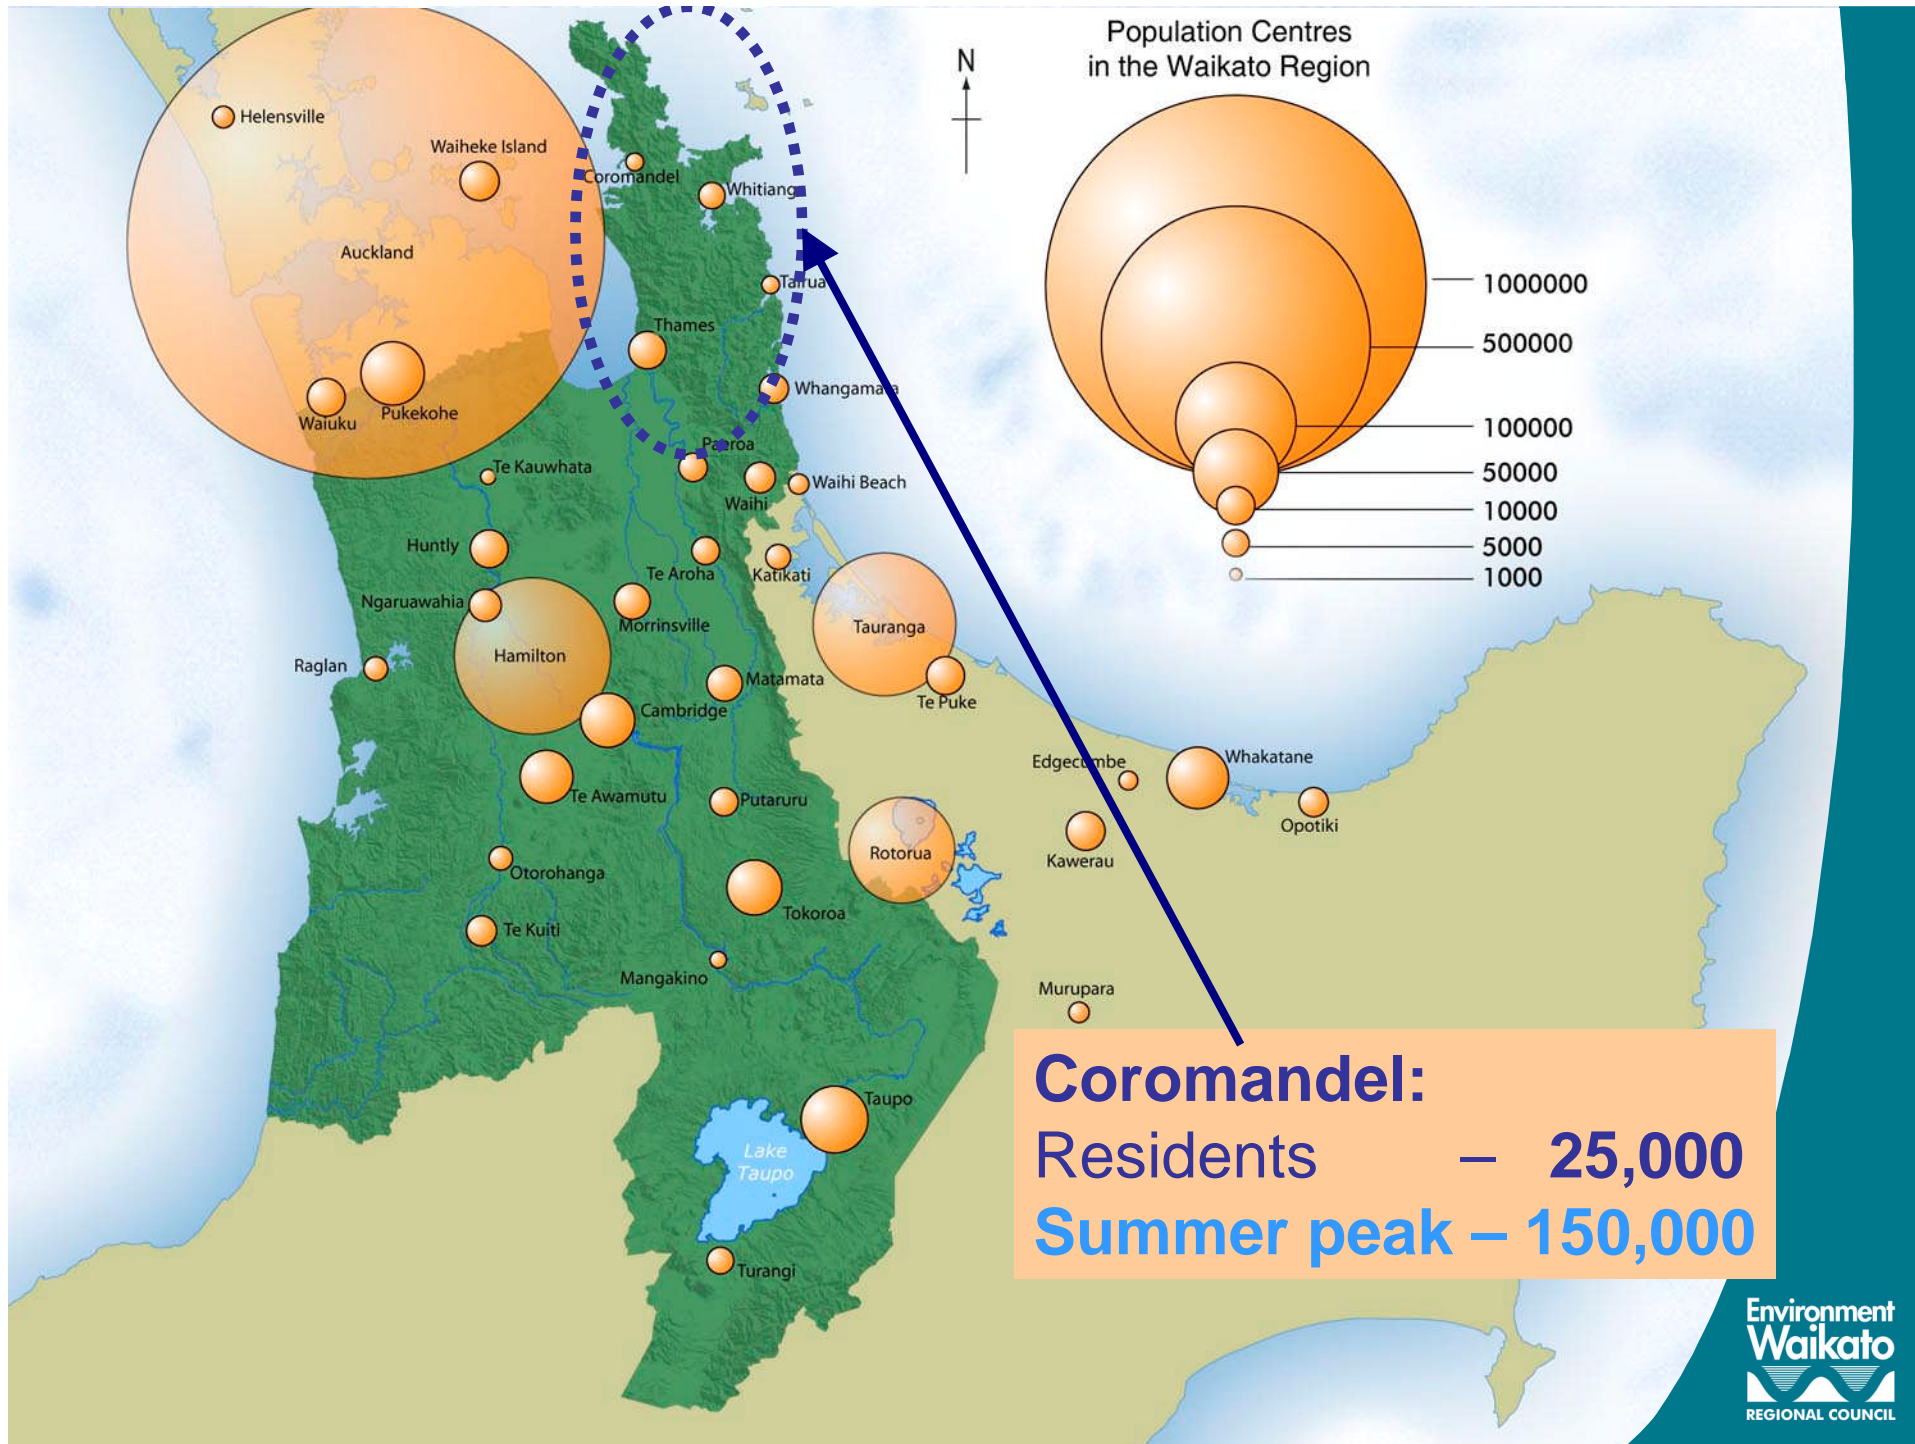 Population Centres
in the Waikato Region
N
1000000
500000
100000
50000
10000
5000
1000
Helensville
Waiheke Island
Auckland
Waiuku
Pukekohe
Coromandel
Whitiang
Tairua
Thames
Whangamata
Paeroa
Te Kauwhata
Waihi
Waihi Beach
Huntly
Te Aroha
Katikati
Ngaruawahia
Morrinsville
Hamilton
Tauranga
Raglan
Matamata
Te Puke
Cambridge
Edgecumbe
Whakatane
Te Awamutu
Putaruru
Opotiki
Rotorua
Kawerau
Otorohanga
Tokoroa
Te Kuiti
Mangakino
Murupara
Taupo
Lake
Taupo
Turangi
Coromandel:
Residents – 25,000
Summer peak – 150,000
Environment
Waikato
REGIONAL COUNCIL